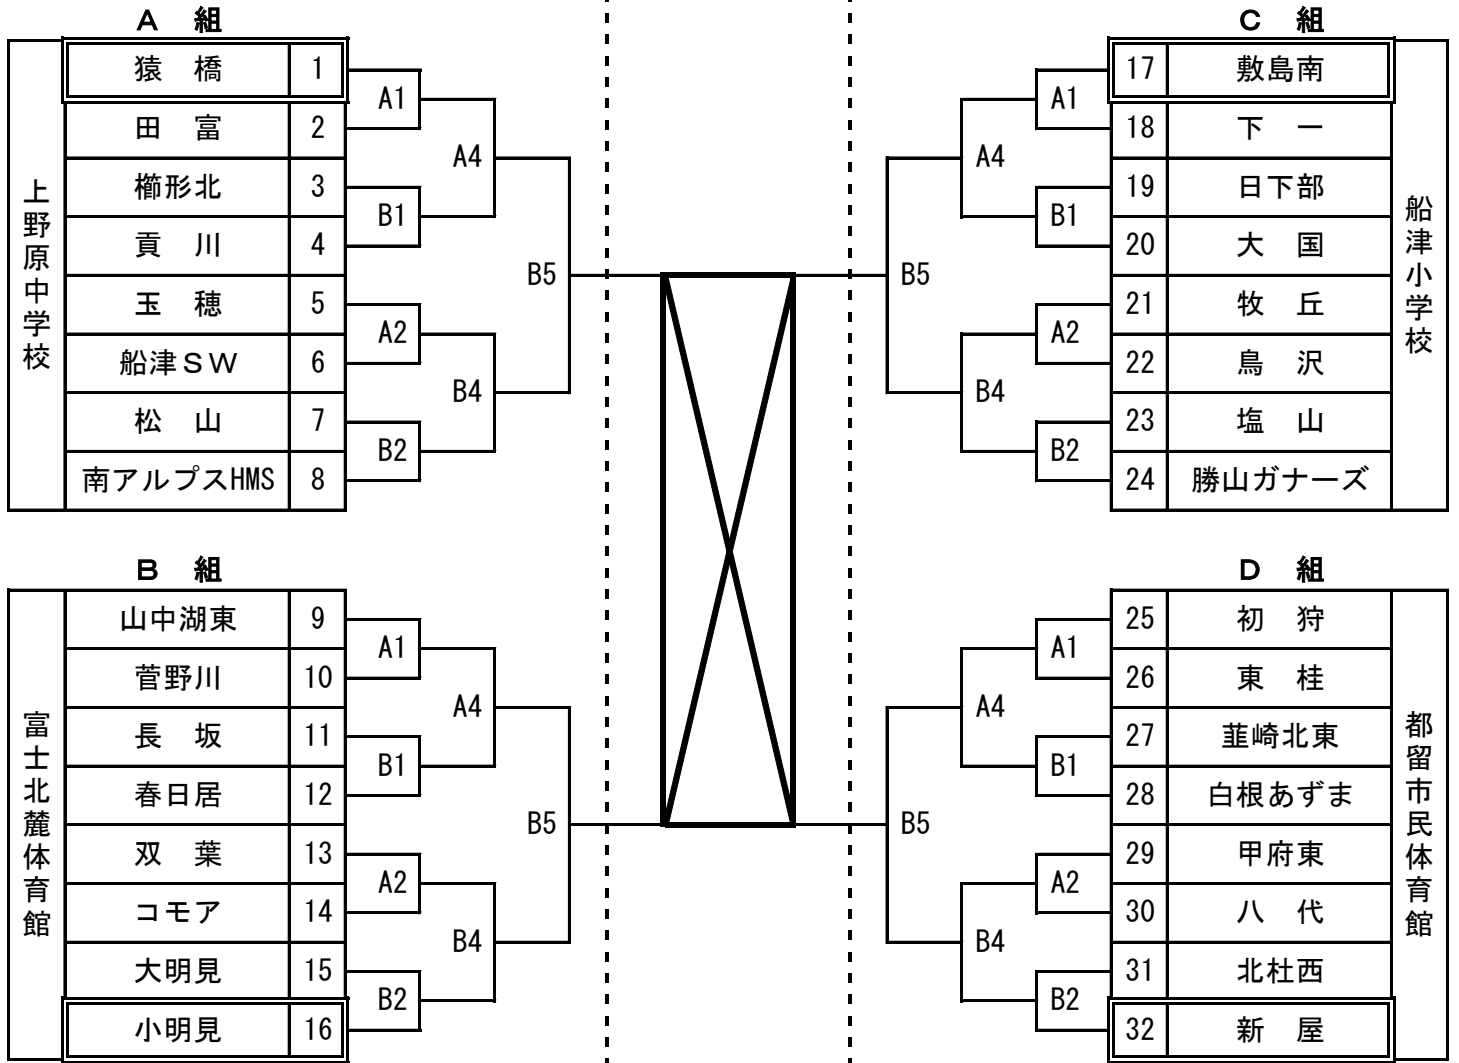 A 組
上野原中学校
猿 橋 1
田 富 2
櫛形北 3
貢 川 4
玉 穂 5
船津SW 6
松 山 7
南アルプスHMS 8
A1
B1
A2
B2
A4
B4
B5
B 組
富士北麓体育館
山中湖東 9
菅野川 10
長 坂 11
春日居 12
双 葉 13
コモア 14
大明見 15
小明見 16
A1
B1
A2
B2
A4
B4
B5
C 組
17 敷島南
18 下 一
19 日下部
20 大 国
21 牧 丘
22 鳥 沢
23 塩 山
24 勝山ガナーズ
船津小学校
A1
B1
A2
B2
A4
B4
B5
D 組
25 初 狩
26 東 桂
27 韮崎北東
28 白根あずま
29 甲府東
30 八 代
31 北杜西
32 新 屋
都留市民体育館
A1
B1
A2
B2
A4
B4
B5